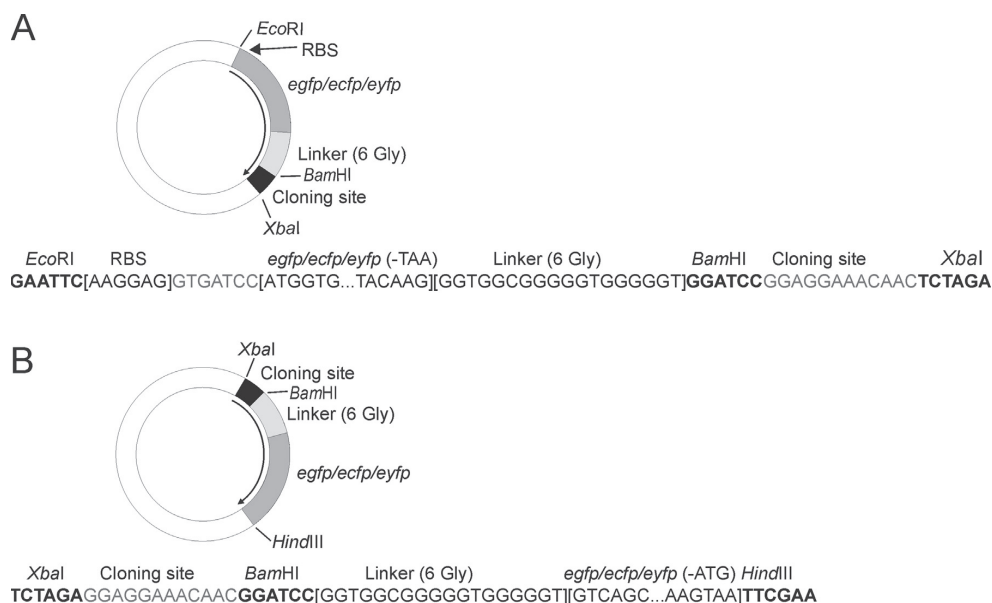 A
EcoRI
RBS
egfp/ecfp/eyfp
Linker (6 Gly)
BamHI
Cloning site
XbaI
EcoRI RBS egfp/ecfp/eyfp (-TAA) Linker (6 Gly) BamHI Cloning site XbaI
GAATTC[AAGGAG]GTGATCC[ATGGTG...TACAAG][GGTGGCGGGGGTGGGGGT]GGATCCGGAGGAAACAACTCTAGA
B
XbaI
Cloning site
BamHI
Linker (6 Gly)
egfp/ecfp/eyfp
HindIII
XbaI Cloning site BamHI Linker (6 Gly) egfp/ecfp/eyfp (-ATG) HindIII
TCTAGAGGAGGAAACAACGGATCC[GGTGGCGGGGGTGGGGGT][GTCAGC...AAGTAA]TTCGAA